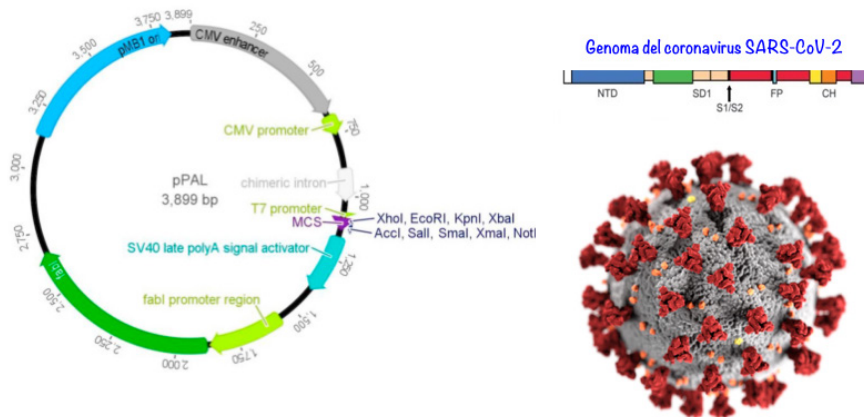 3,899
250
500
750
1,000
1,250
1,500
1,750
2,000
2,250
2,500
2,750
3,000
3,250
3,500
3,750
pMB1 ori
CMV enhancer
CMV promoter
chimeric intron
pPAL
3,899 bp
T7 promoter
MCS
XhoI, EcoRI, KpnI, XbaI
AccI, SalI, SmaI, XmaI, NotI
SV40 late polyA signal activator
fabI promoter region
fabI
Genoma del coronavirus SARS-CoV-2
NTD
SD1
S1/S2
FP
CH